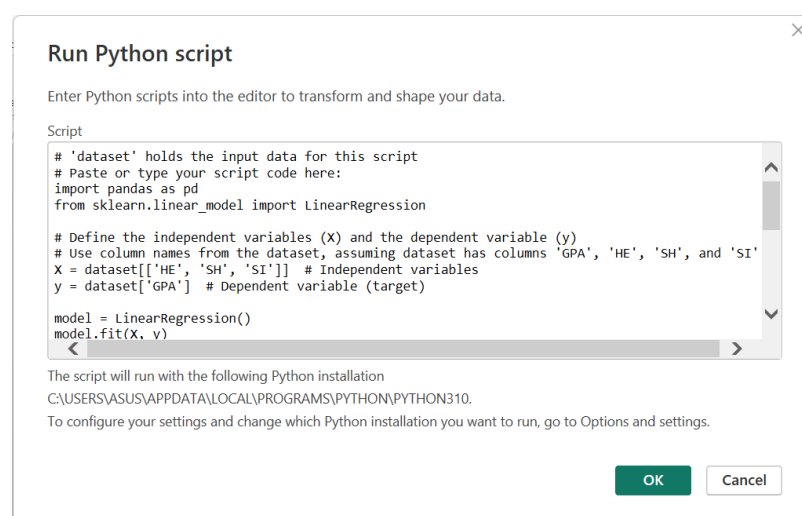 Run Python script
Enter Python scripts into the editor to transform and shape your data.
Script
# 'dataset' holds the input data for this script
# Paste or type your script code here:
import pandas as pd
from sklearn.linear_model import LinearRegression
# Define the independent variables (X) and the dependent variable (y)
# Use column names from the dataset, assuming dataset has columns 'GPA', 'HE', 'SH', and 'SI'
X = dataset[['HE', 'SH', 'SI']]  # Independent variables
y = dataset['GPA']  # Dependent variable (target)
model = LinearRegression()
model.fit(X, y)
The script will run with the following Python installation
C:\USERS\ASUS\APPDATA\LOCAL\PROGRAMS\PYTHON\PYTHON310.
To configure your settings and change which Python installation you want to run, go to Options and settings.
OK
Cancel